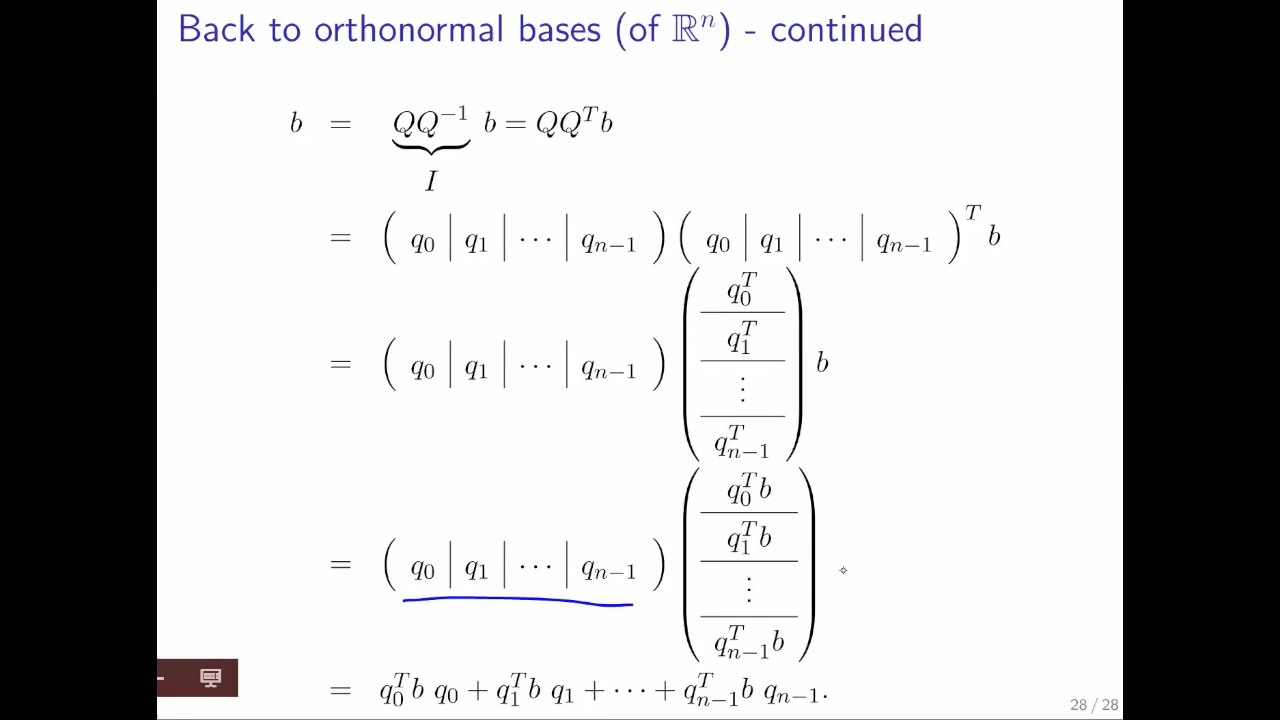 Back to orthonormal bases (of ℝⁿ) - continued
b = QQ⁻¹ b = QQᵀb
I
= ( q₀ | q₁ | ⋯ | qₙ₋₁ ) ( q₀ | q₁ | ⋯ | qₙ₋₁ )ᵀ b
q₀ᵀ
q₁ᵀ
= ( q₀ | q₁ | ⋯ | qₙ₋₁ ) b
⋮
qₙ₋₁ᵀ
q₀ᵀb
q₁ᵀb
= ( q₀ | q₁ | ⋯ | qₙ₋₁ )
⋮
qₙ₋₁ᵀb
= q₀ᵀb q₀ + q₁ᵀb q₁ + ⋯ + qₙ₋₁ᵀb qₙ₋₁.
28 / 28